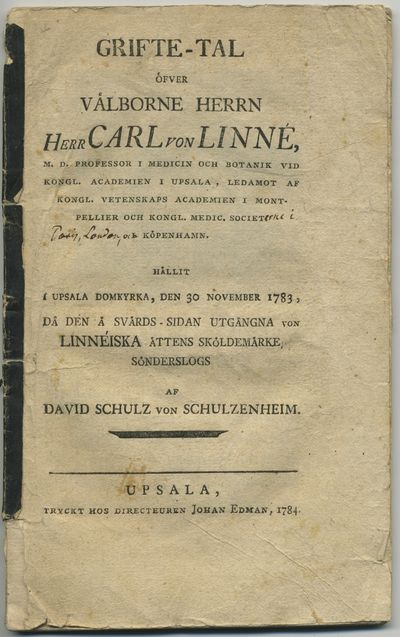 GRIFTE-TAL
ÖFVER
VÄLBORNE HERRN
HERR CARL VON LINNÉ,
M. D. PROFESSOR I MEDICIN OCH BOTANIK VID
KONGL. ACADEMIEN I UPSALA, LEDAMOT AF
KONGL. VETENSKAPS ACADEMIEN I MONT-
PELLIER OCH KONGL. MEDIC. SOCIETerne i
London, och KÖPENHAMN.
HÅLLIT
I UPSALA DOMKYRKA, DEN 30 NOVEMBER 1783,
DÅ DEN Å SVÄRDS-SIDAN UTGÅNGNA VON
LINNÉISKA ÄTTENS SKÖLDEMÄRKE,
SÖNDERSLOGS
AF
DAVID SCHULZ VON SCHULZENHEIM.
UPSALA,
TRYCKT HOS DIRECTEUREN JOHAN EDMAN, 1784.